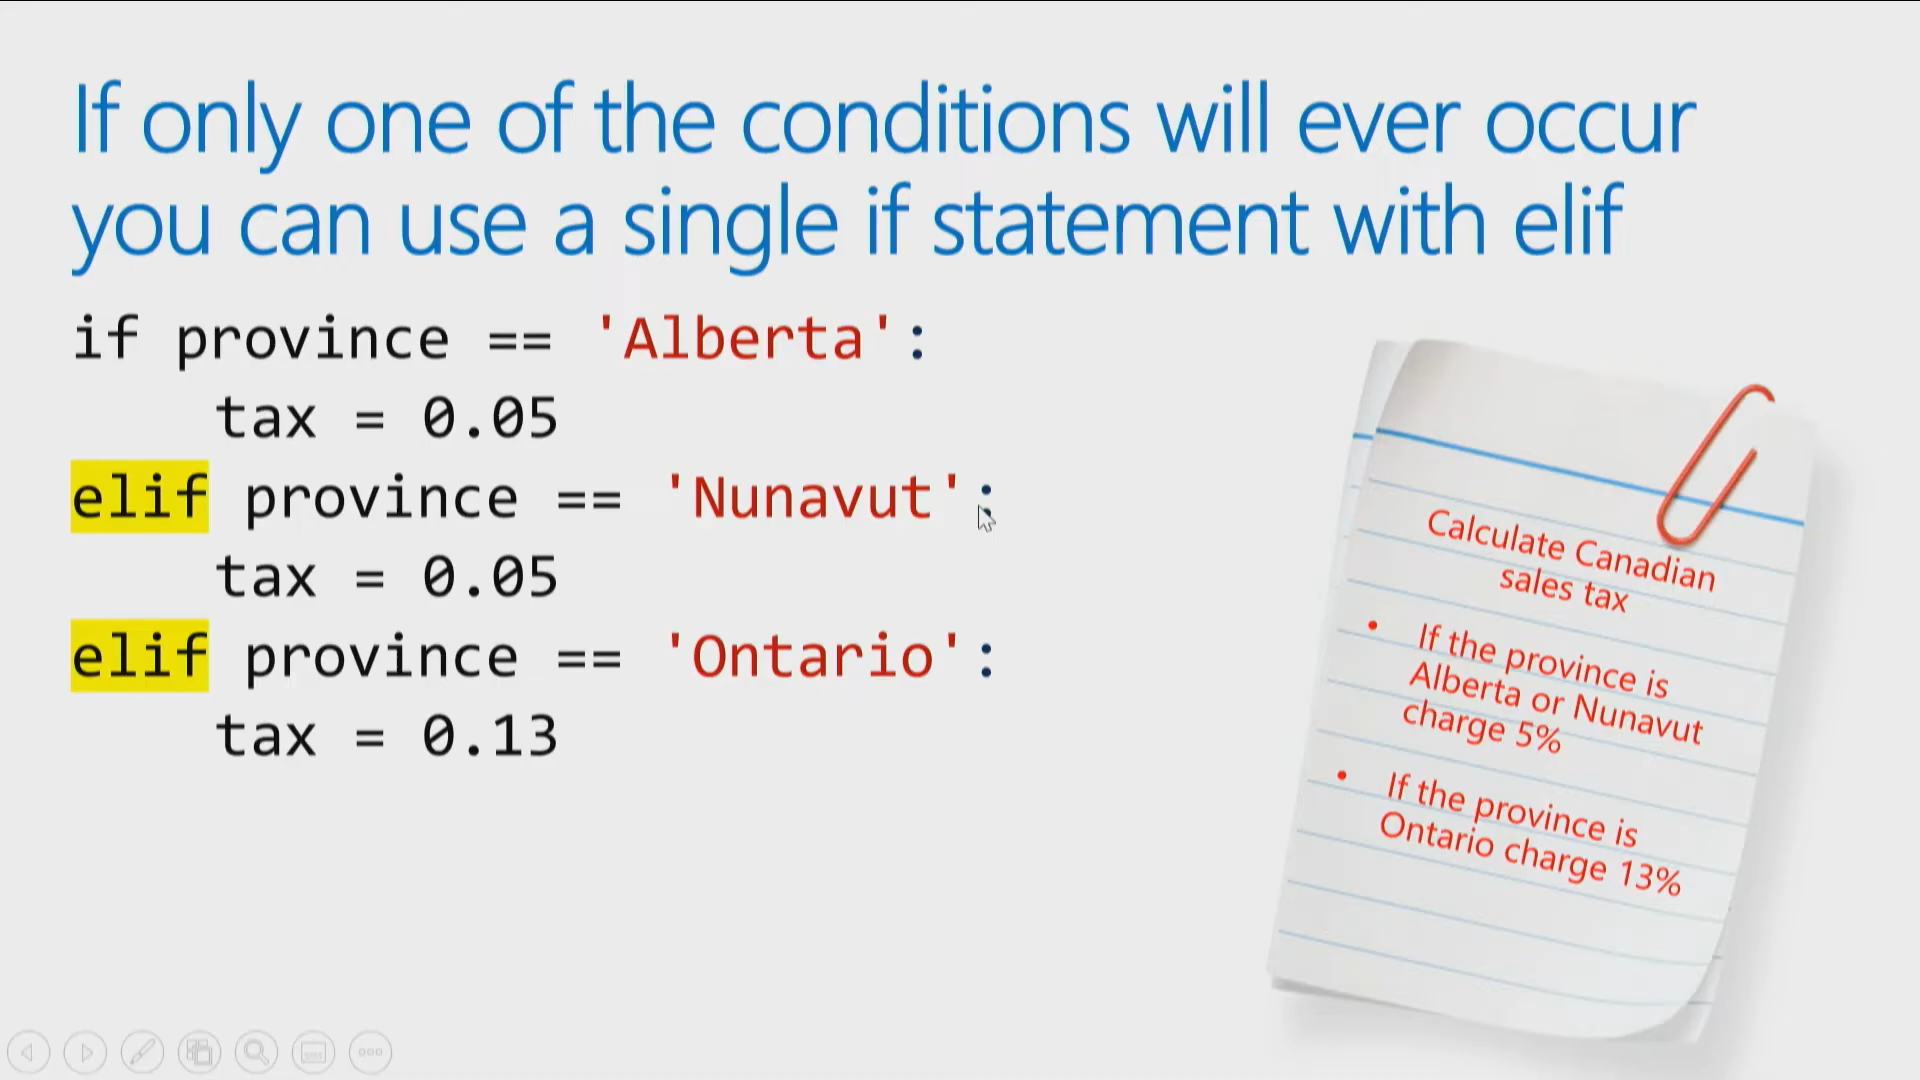 If only one of the conditions will ever occur
you can use a single if statement with elif
if province == 'Alberta':
    tax = 0.05
elif province == 'Nunavut':
    tax = 0.05
elif province == 'Ontario':
    tax = 0.13
Calculate Canadian
sales tax
• If the province is
Alberta or Nunavut
charge 5%
• If the province is
Ontario charge 13%